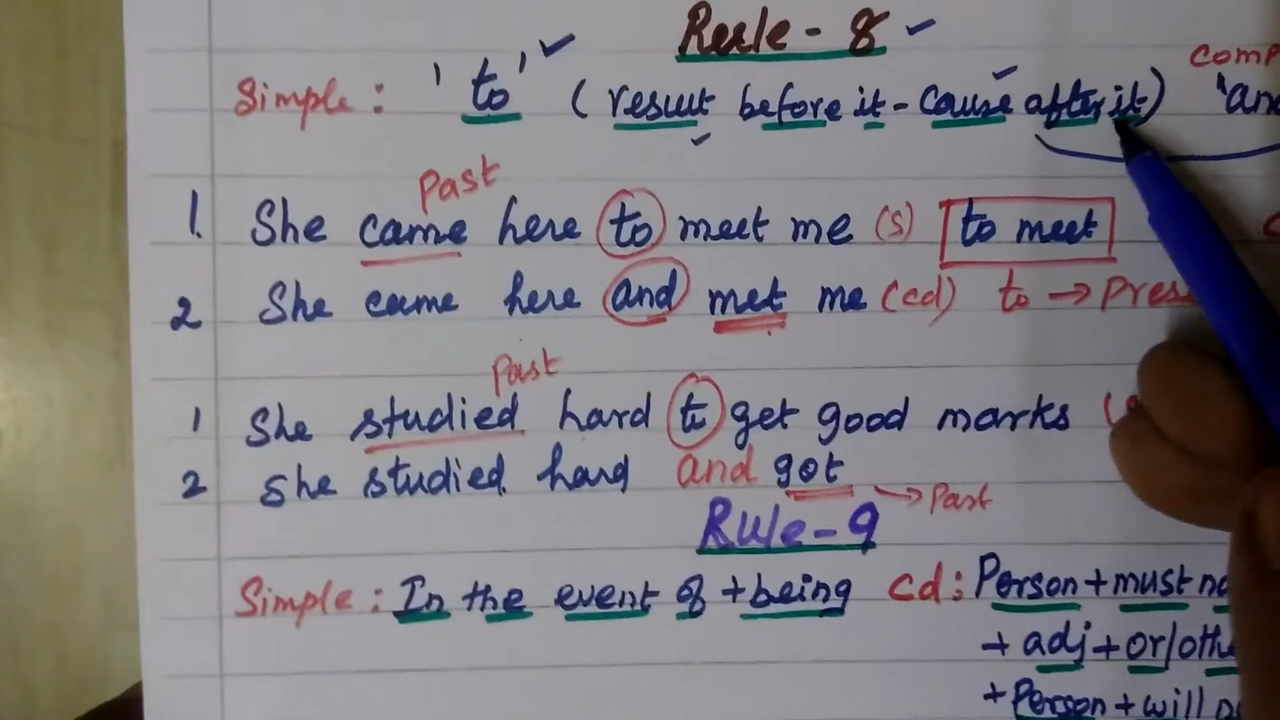 Rule - 8
Simple : 'to' (result before it - cause after it)
1. She came here to meet me (s) to meet
Past
2 She came here and met me (cd) to →
Past
1 She studied hard to get good marks
2 She studied hard and got
→ Past
Rule - 9
Simple : In the event of + being cd : Person + must
+ adj + or/
+ Person + will